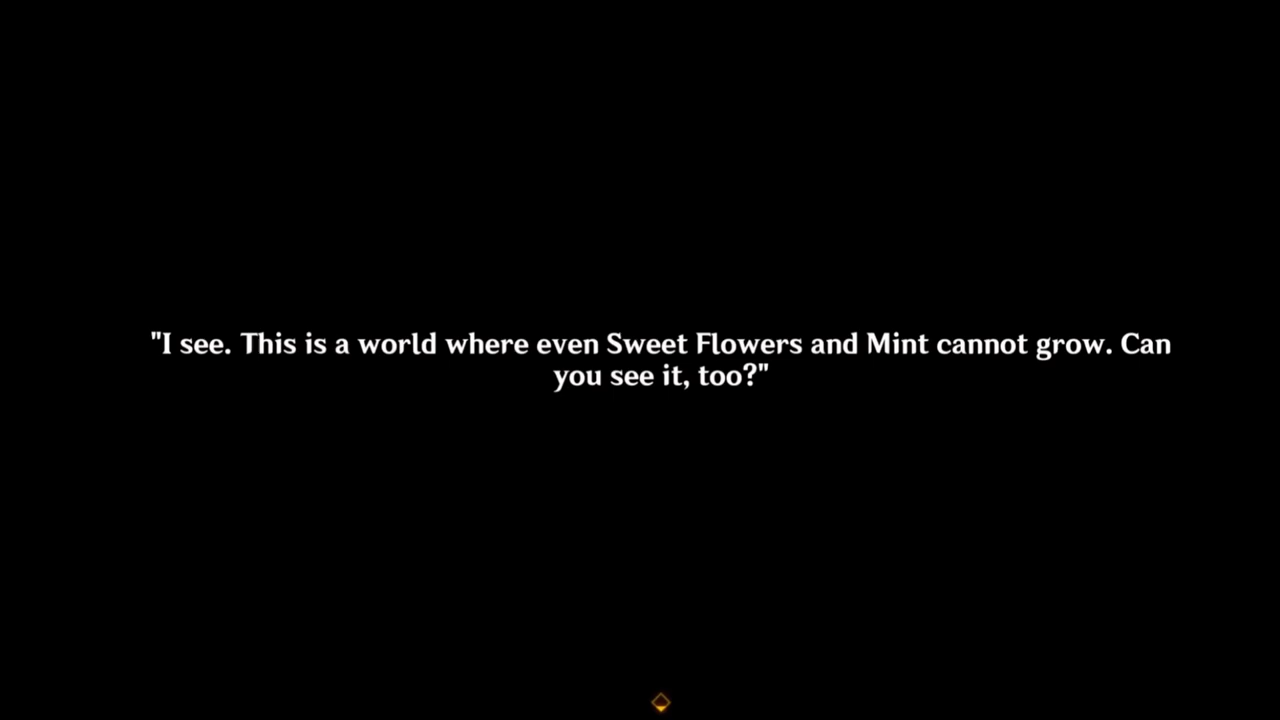 "I see. This is a world where even Sweet Flowers and Mint cannot grow. Can
you see it, too?"